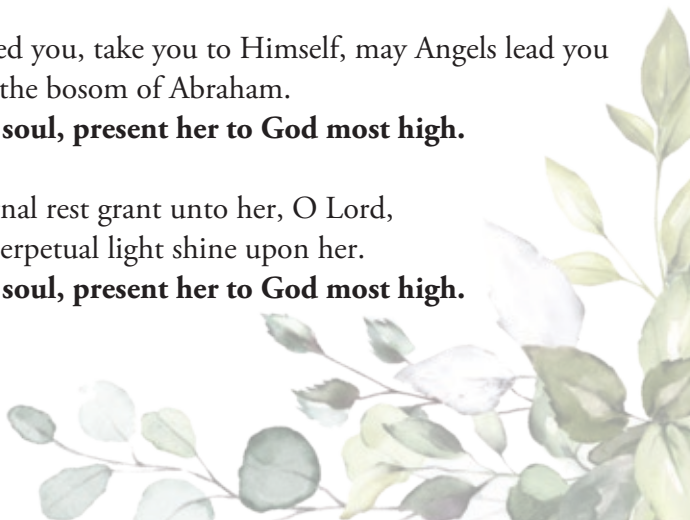 ed you, take you to Himself, may Angels lead you
the bosom of Abraham.
soul, present her to God most high.
nal rest grant unto her, O Lord,
erpetual light shine upon her.
soul, present her to God most high.